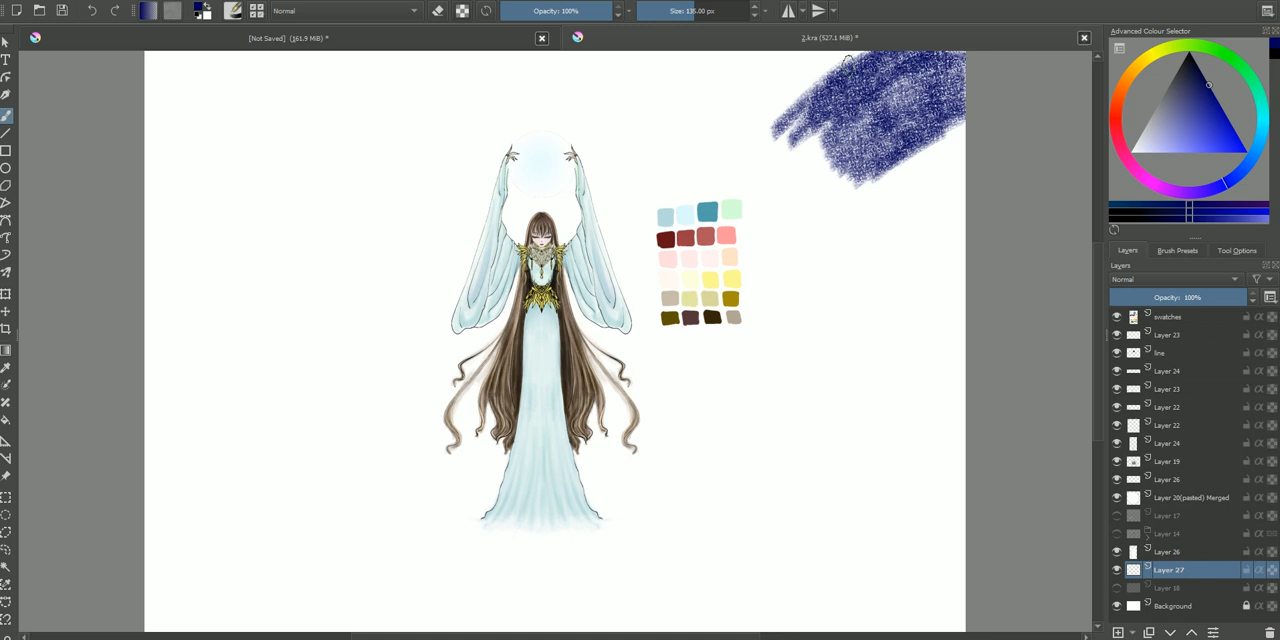 Normal
Opacity: 100%
Size: 135.00 px
[Not Saved] (161.9 MiB) *
2.kra (527.1 MiB) *
Advanced Colour Selector
Layers
Brush Presets
Tool Options
Layers
Normal
Opacity: 100%
swatches
Layer 23
line
Layer 24
Layer 23
Layer 22
Layer 22
Layer 24
Layer 19
Layer 26
Layer 20(pasted) Merged
Layer 17
Layer 14
Layer 26
Layer 27
Layer 18
Background